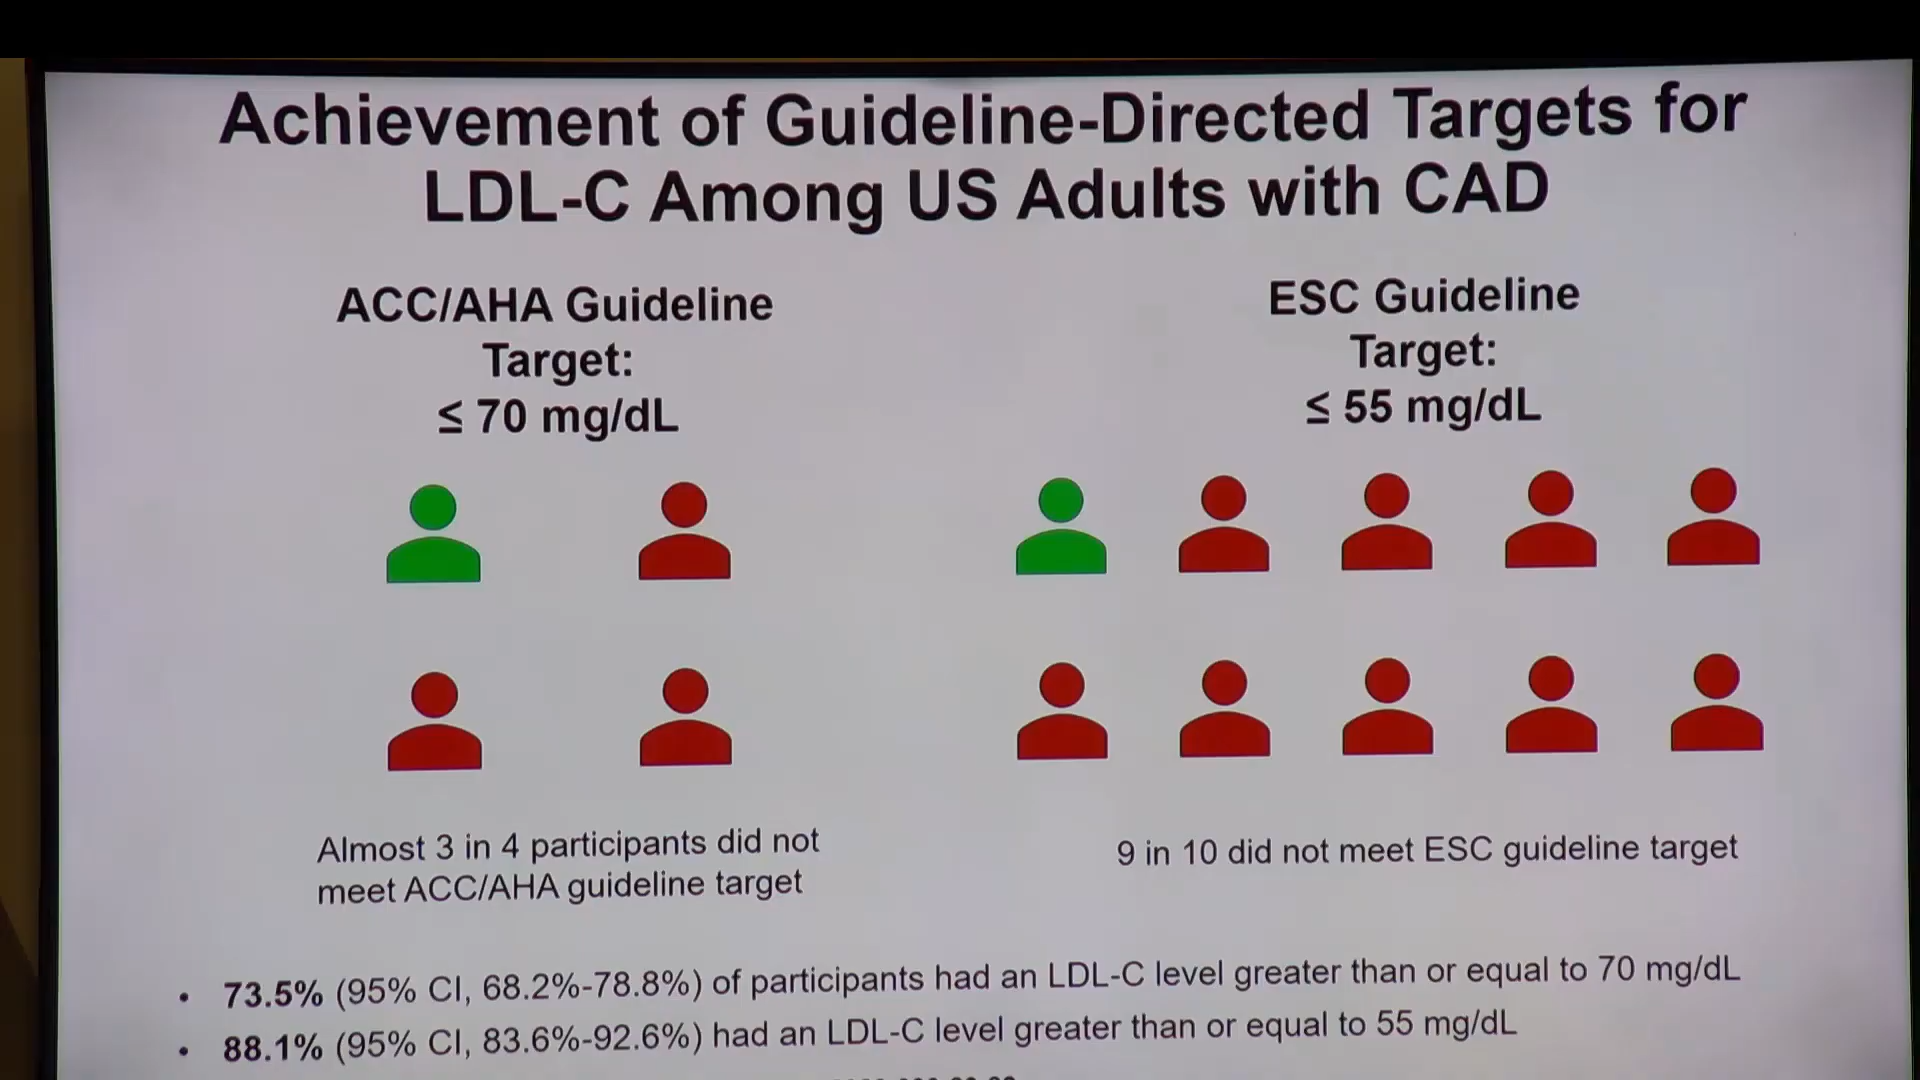 Achievement of Guideline-Directed Targets for
LDL-C Among US Adults with CAD
ACC/AHA Guideline
Target:
≤ 70 mg/dL
ESC Guideline
Target:
≤ 55 mg/dL
Almost 3 in 4 participants did not
meet ACC/AHA guideline target
9 in 10 did not meet ESC guideline target
• 73.5% (95% CI, 68.2%-78.8%) of participants had an LDL-C level greater than or equal to 70 mg/dL
• 88.1% (95% CI, 83.6%-92.6%) had an LDL-C level greater than or equal to 55 mg/dL